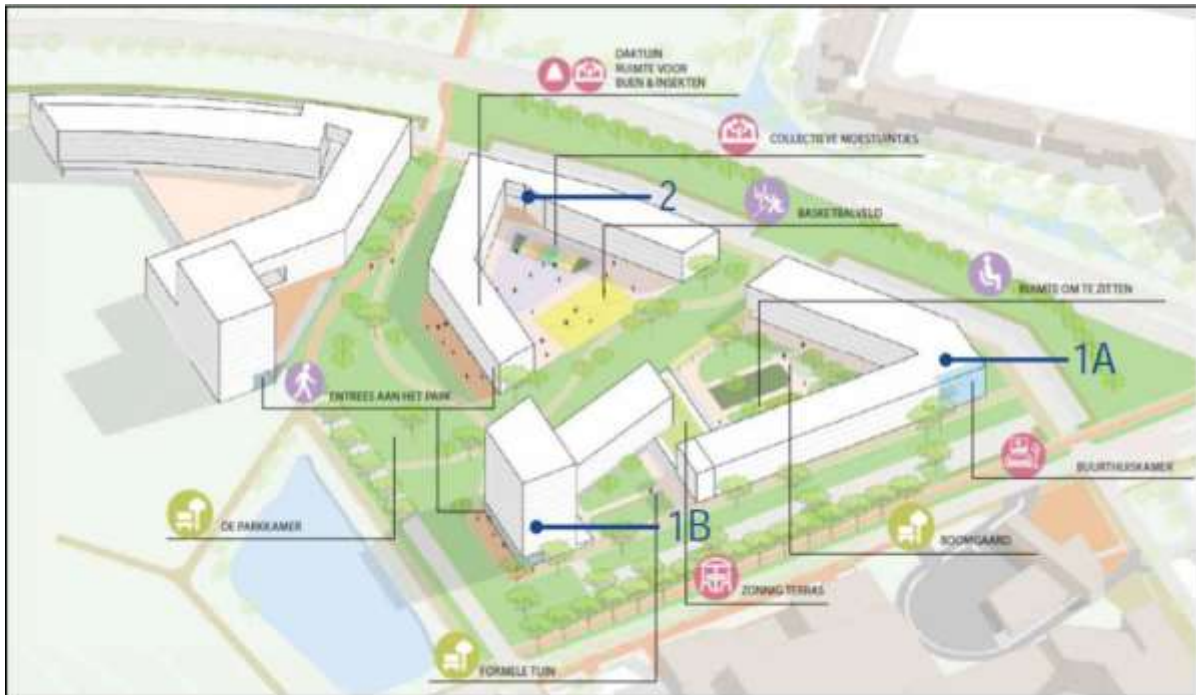 DAKTUIN
RUIMTE VOOR
BIJEN & INSEKTEN
COLLECTIEVE MOESTUINTJES
2
BASKETBALVELD
RUIMTE OM TE ZITTEN
1A
ENTREES AAN HET PARK
BUURTHUISKAMER
DE PARKKAMER
1B
BOOMGAARD
ZONNIG TERRAS
FORMELE TUIN